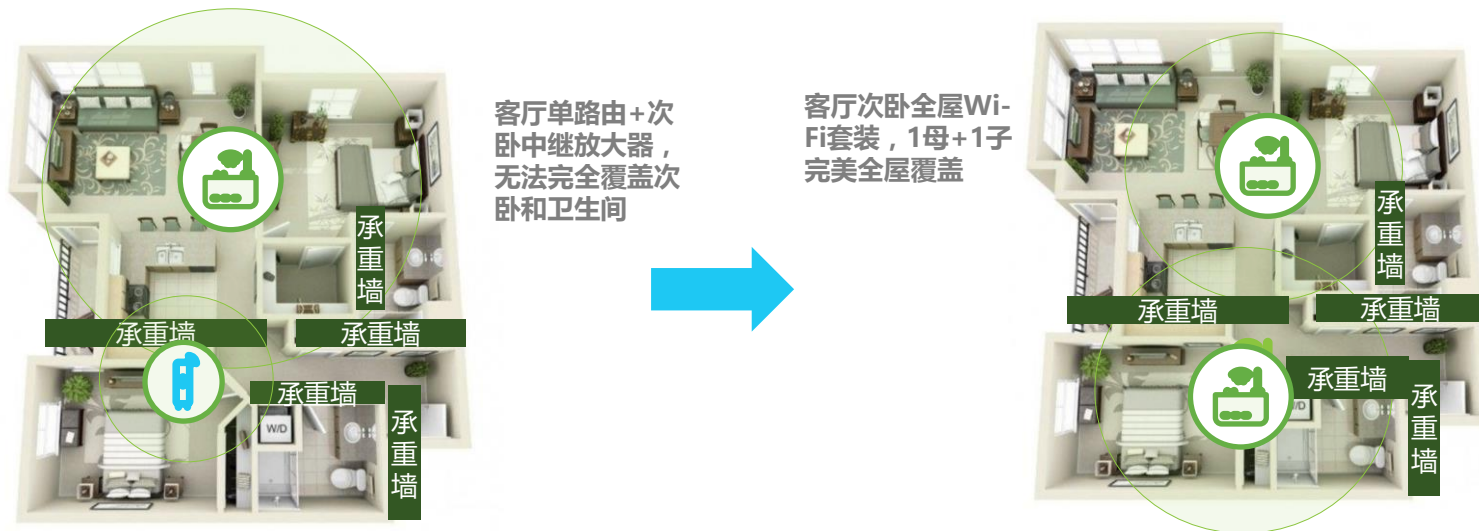 客厅单路由+次
卧中继放大器，
无法完全覆盖次
卧和卫生间
客厅次卧全屋Wi-
Fi套装，1母+1子
完美全屋覆盖
承重墙
承重墙
承重墙
承重墙
承重墙
W/D
承重墙
承重墙
承重墙
承重墙
承重墙
W/D